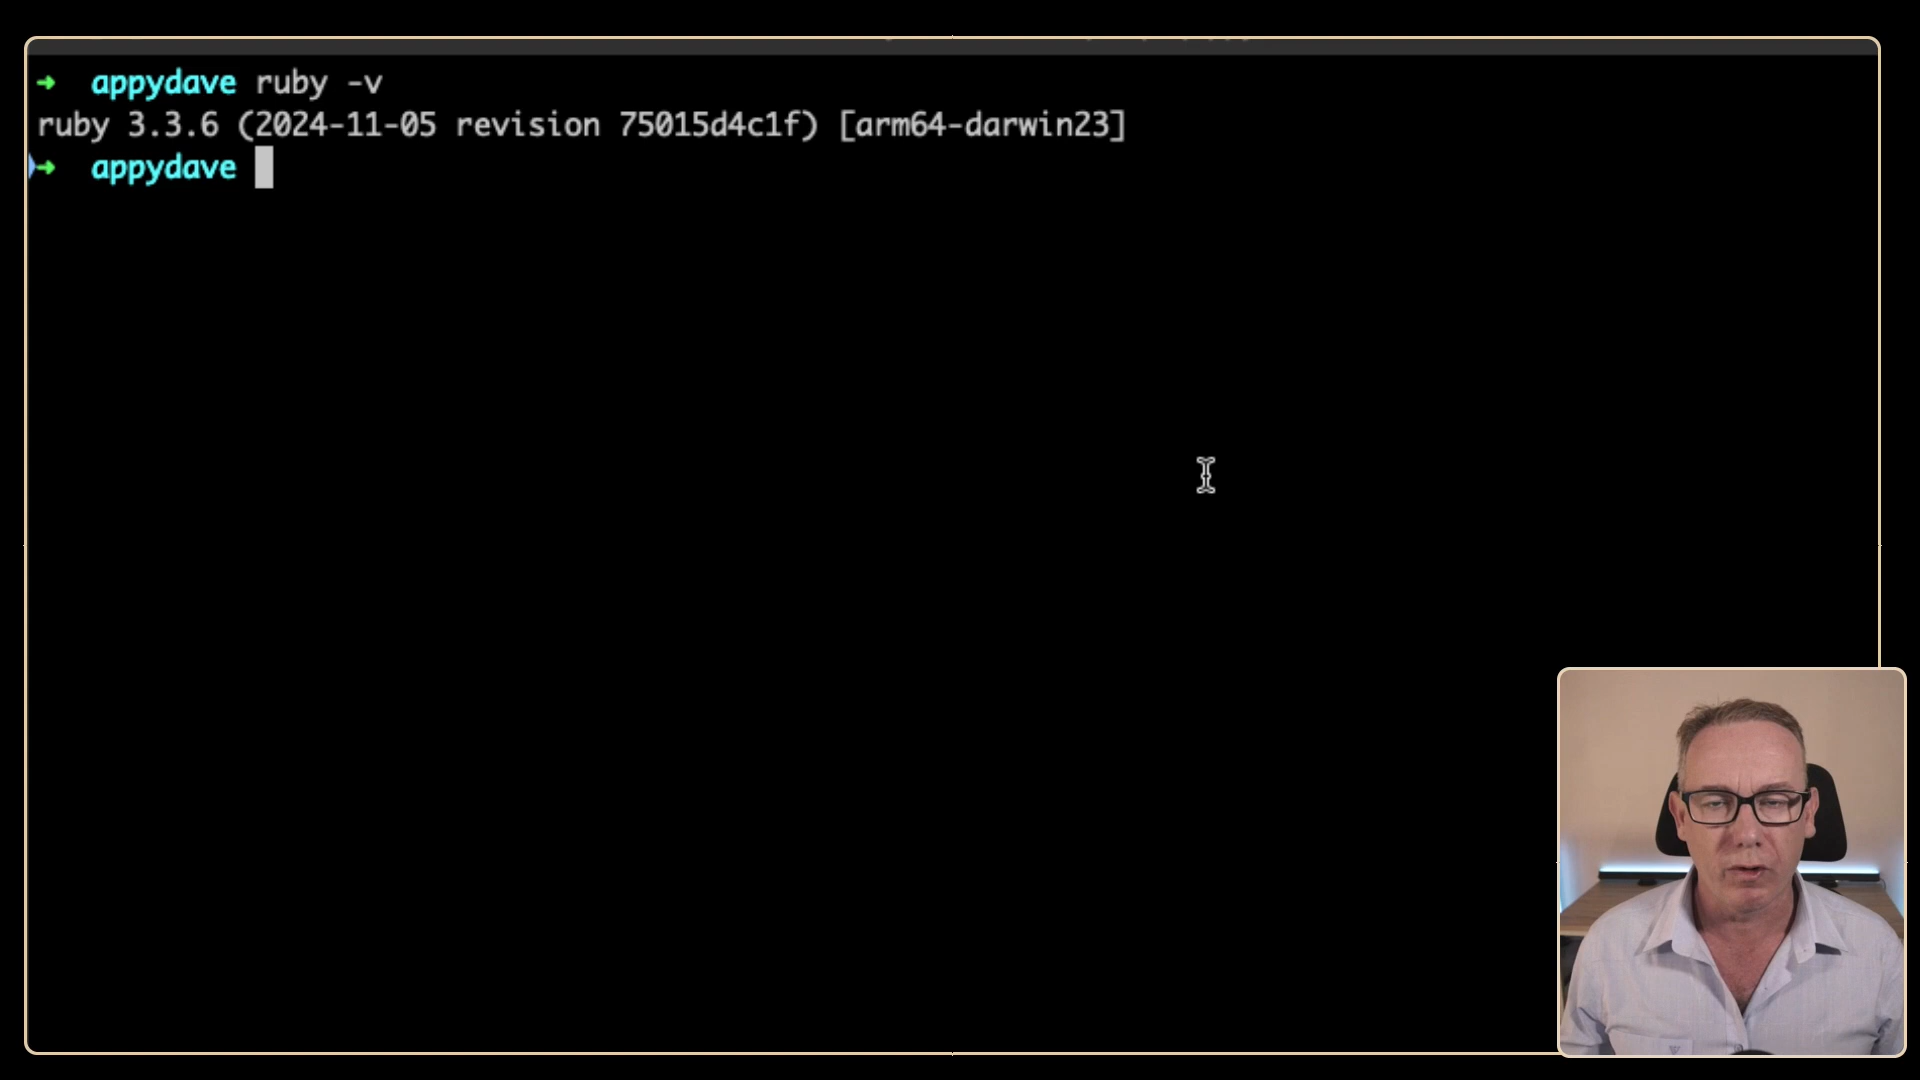 ➜ appydave ruby -v
ruby 3.3.6 (2024-11-05 revision 75015d4c1f) [arm64-darwin23]
➜ appydave